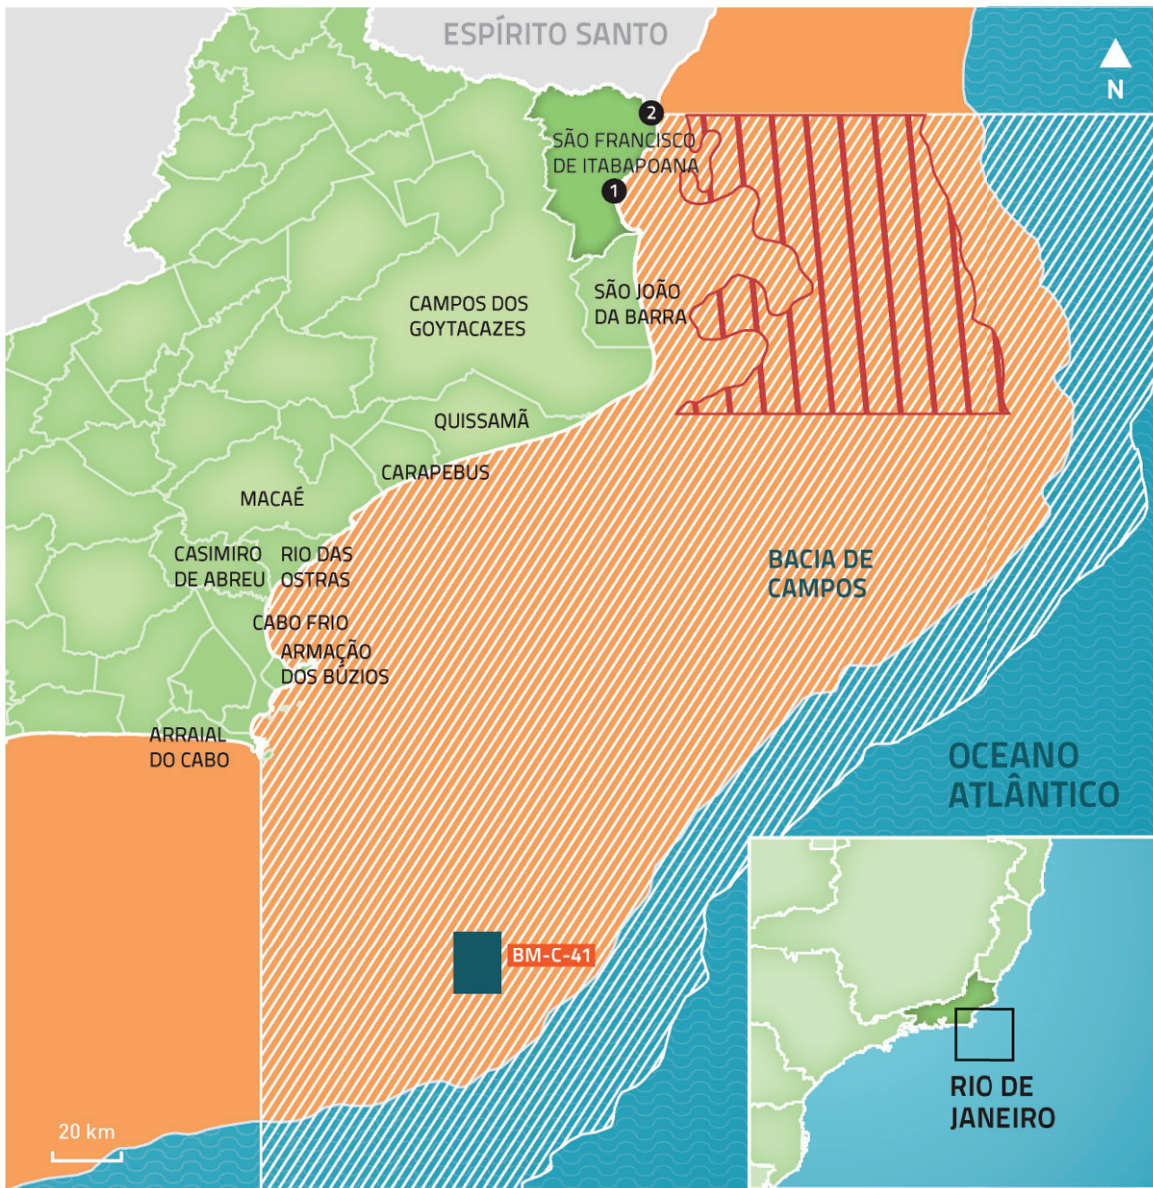 ESPÍRITO SANTO
N
2
SÃO FRANCISCO
DE ITABAPOANA
1
CAMPOS DOS
GOYTACAZES
SÃO JOÃO
DA BARRA
QUISSAMÃ
CARAPEBUS
MACAÉ
CASIMIRO
DE ABREU
RIO DAS
OSTRAS
BACIA DE
CAMPOS
CABO FRIO
ARMAÇÃO
DOS BÚZIOS
ARRAIAL
DO CABO
OCEANO
ATLÂNTICO
BM-C-41
RIO DE
JANEIRO
20 km